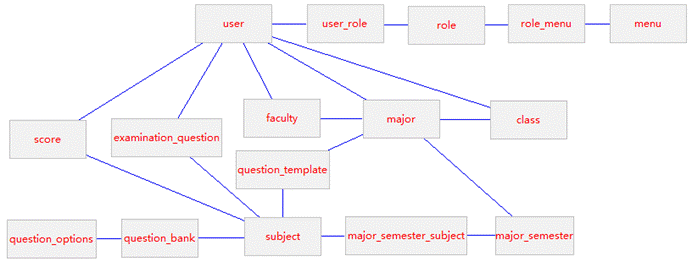 user
user_role
role
role_menu
menu
score
examination_question
faculty
major
class
question_template
question_options
question_bank
subject
major_semester_subject
major_semester